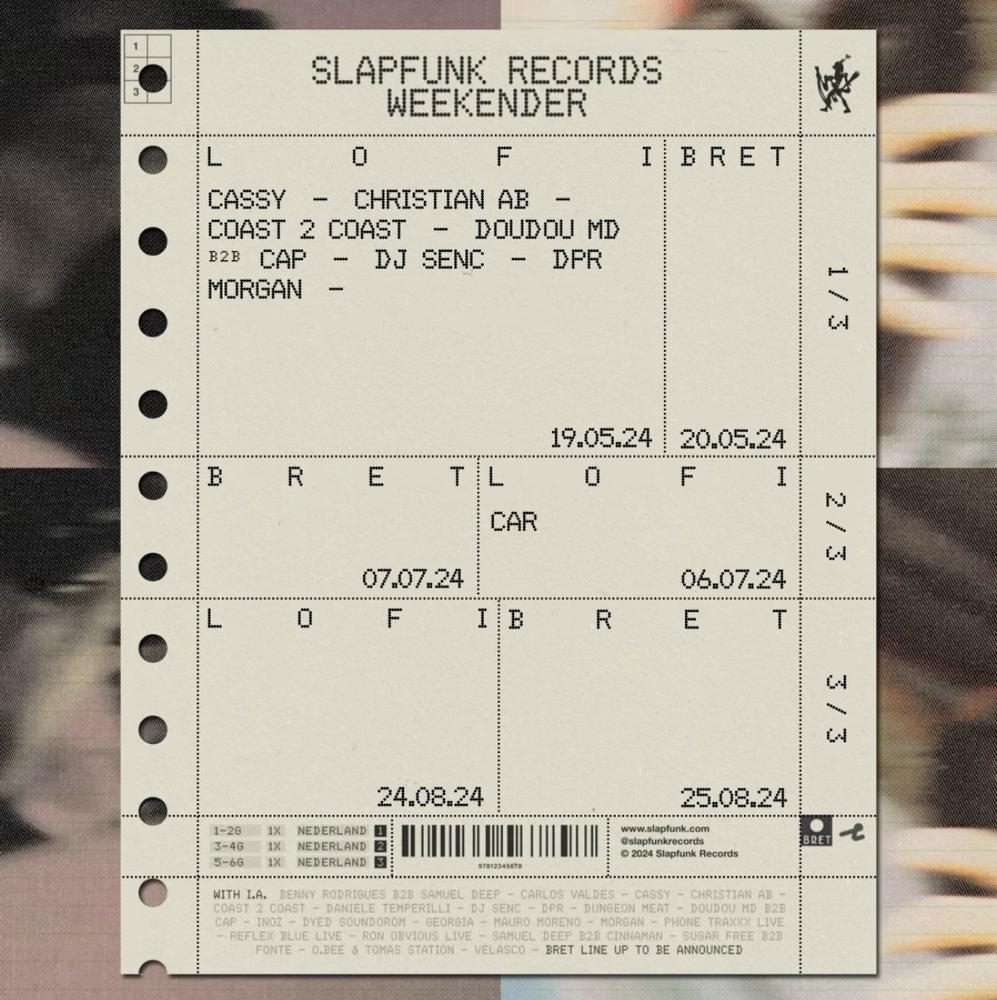 1
2
3
SLAPFUNK RECORDS
WEEKENDER
LOFI
CASSY – CHRISTIAN AB –
COAST 2 COAST – DOUDOU MD
B2B CAP – DJ SENC – DPR
MORGAN –
19.05.24
BRET
20.05.24
1/3
BRET
07.07.24
LOFI
CAR
06.07.24
2/3
LOFI
24.08.24
BRET
25.08.24
3/3
1-2G 1X NEDERLAND 1
3-4G 1X NEDERLAND 2
5-6G 1X NEDERLAND 3
97812345678
www.slapfunk.com
@slapfunkrecords
© 2024 Slapfunk Records
BRET
WITH I.A. BENNY RODRIGUES B2B SAMUEL DEEP – CARLOS VALDES – CASSY – CHRISTIAN AB –
COAST 2 COAST – DANIELE TEMPERILLI – DJ SENC – DPR – DUNGEON MEAT – DOUDOU MD B2B
CAP – INOZ – DYED SOUNDOROM – GEORGIA – MAURO MORENO – MORGAN – PHONE TRAXXX LIVE
– REFLEX BLUE LIVE – RON OBVIOUS LIVE – SAMUEL DEEP B2B CINNAMAN – SUGAR FREE B2B
FONTE – O.BEE & TOMAS STATION – VELASCO – BRET LINE UP TO BE ANNOUNCED